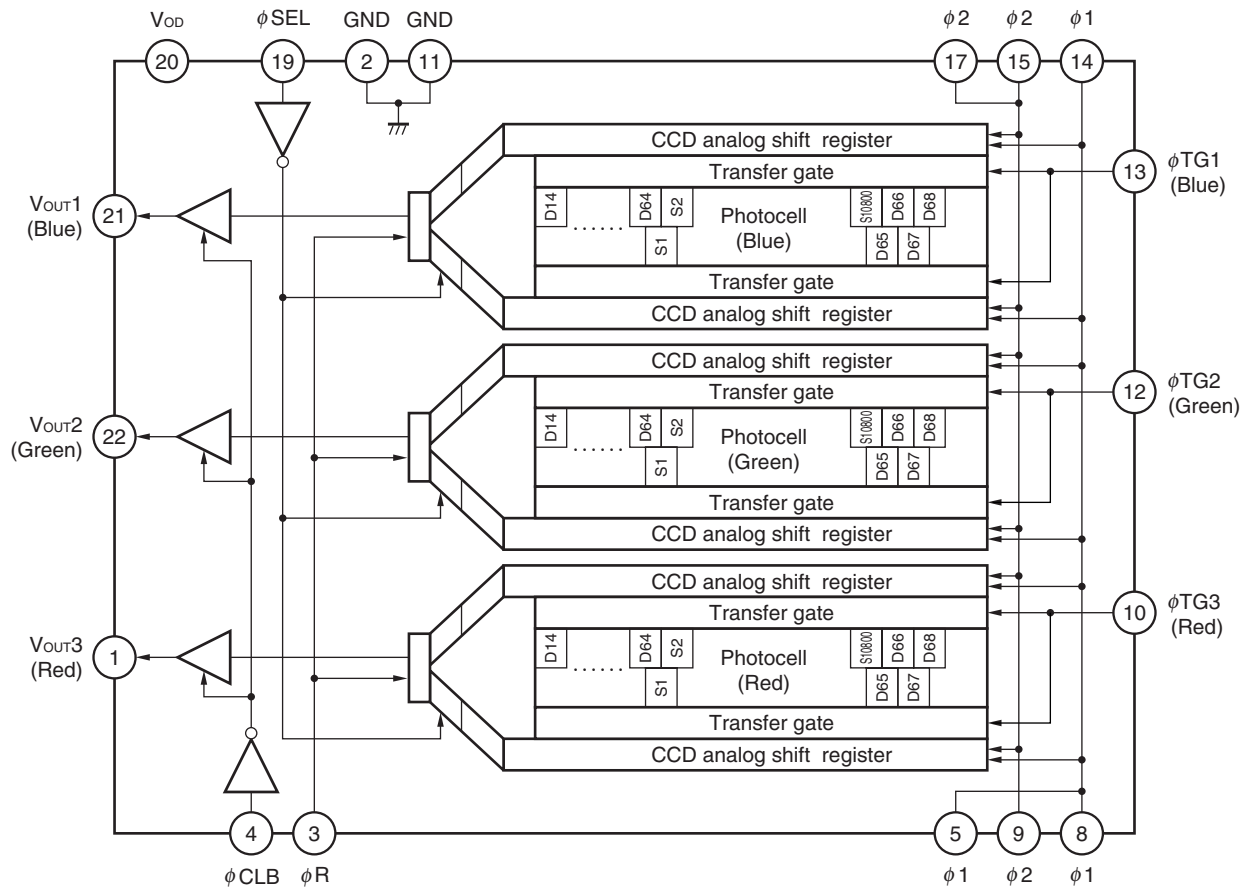 VOD
φSEL
GND
GND
φ2
φ2
φ1
20
19
2
11
17
15
14
CCD analog shift register
Transfer gate
13
φTG1
(Blue)
VOUT1
(Blue)
21
D14
......
D64
S2
S1
Photocell
(Blue)
S10800
D66
D68
D65
D67
Transfer gate
CCD analog shift register
CCD analog shift register
Transfer gate
12
φTG2
(Green)
VOUT2
(Green)
22
D14
......
D64
S2
S1
Photocell
(Green)
S10800
D66
D68
D65
D67
Transfer gate
CCD analog shift register
CCD analog shift register
Transfer gate
10
φTG3
(Red)
VOUT3
(Red)
1
D14
......
D64
S2
S1
Photocell
(Red)
S10800
D66
D68
D65
D67
Transfer gate
CCD analog shift register
4
3
5
9
8
φCLB
φR
φ1
φ2
φ1